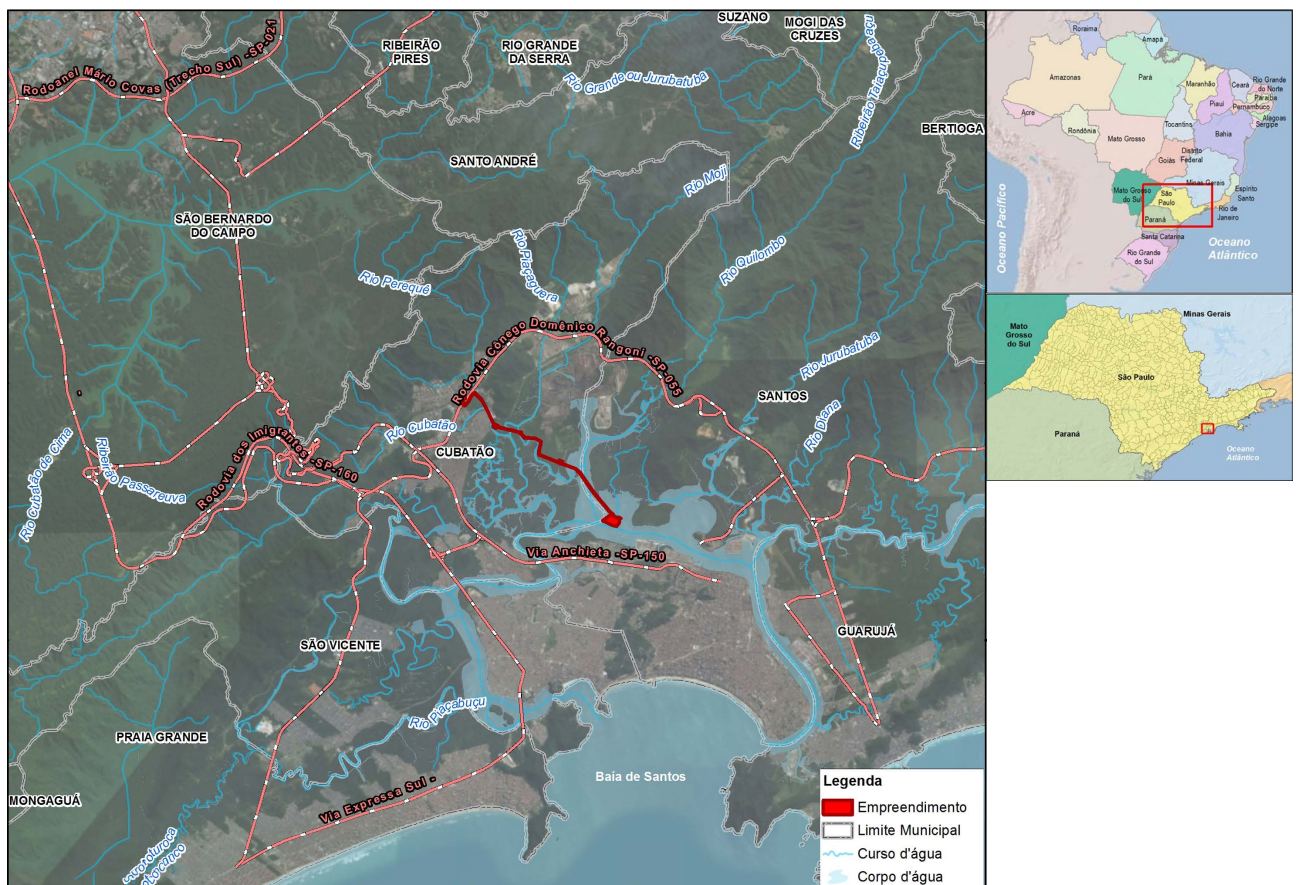 SUZANO
MOGI DAS
CRUZES
RIBEIRÃO
PIRES
RIO GRANDE
DA SERRA
Rodoanel Mário Covas (Trecho Sul) -SP-021
Rio Grande ou Jurubatuba
BERTIOGA
SANTO ANDRÉ
Rio Moji
SÃO BERNARDO
DO CAMPO
Rio Piaçaguera
Rio Quilombo
Rio Perequê
Rodovia Cônego Domênico Rangoni -SP-055
Rio Jurubatuba
SANTOS
Rio Diana
Rio Cubatão
CUBATÃO
Rio Cubatão de Cima
Ribeirão Passareuva
Rodovia dos Imigrantes -SP-160
Via Anchieta -SP-150
SÃO VICENTE
GUARUJÁ
Rio Piaçabuçu
PRAIA GRANDE
MONGAGUÁ
Via Expressa Sul -
Baía de Santos
Legenda
Empreendimento
Limite Municipal
Curso d'água
Corpo d'água
Roraima
Amapá
Amazonas
Pará
Maranhão
Ceará
Rio Grande
do Norte
Paraíba
Pernambuco
Alagoas
Sergipe
Piauí
Acre
Rondônia
Tocantins
Mato Grosso
Bahia
Distrito
Federal
Goiás
Minas Gerais
Mato Grosso
do Sul
São
Paulo
Espírito
Santo
Rio de
Janeiro
Paraná
Santa Catarina
Rio Grande
do Sul
Oceano Pacífico
Oceano
Atlântico
Mato
Grosso
do Sul
Minas Gerais
São Paulo
Paraná
Oceano
Atlântico